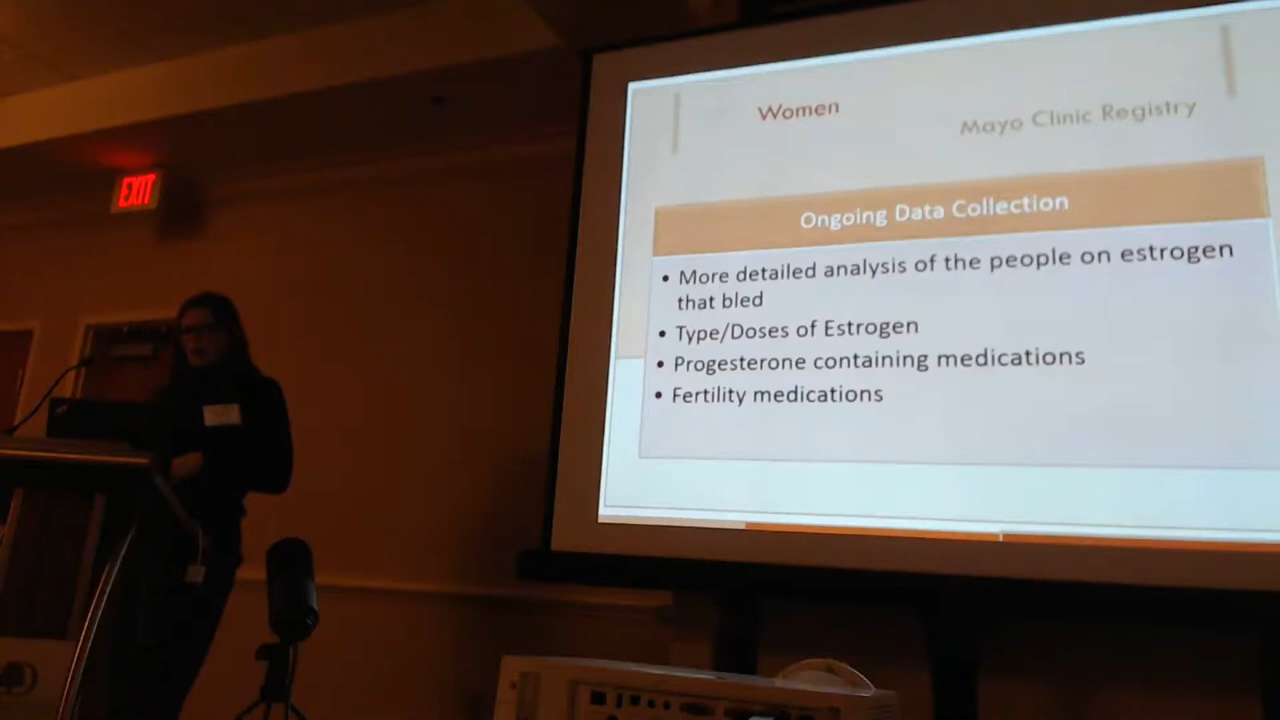 Women
Mayo Clinic Registry
EXIT
Ongoing Data Collection
• More detailed analysis of the people on estrogen
that bled
• Type/Doses of Estrogen
• Progesterone containing medications
• Fertility medications